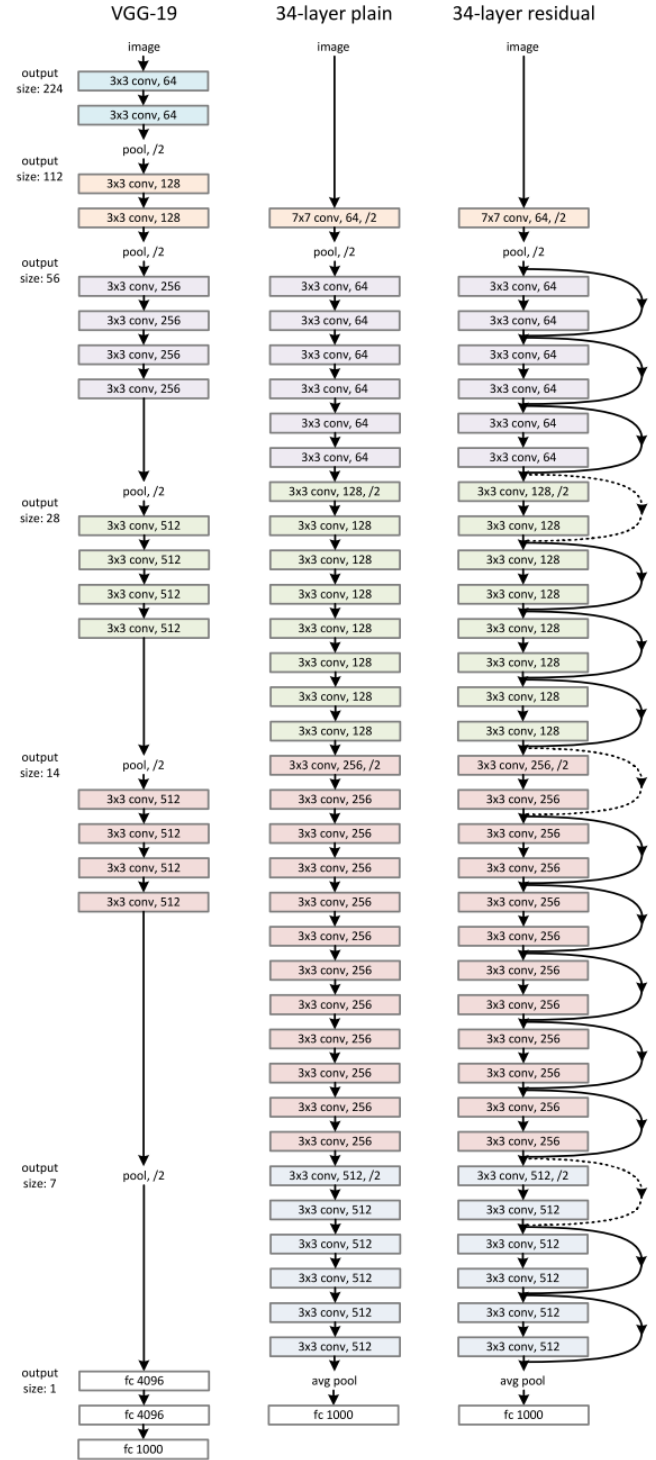 output
size: 224
output
size: 112
output
size: 56
output
size: 28
output
size: 14
output
size: 7
output
size: 1
VGG-19
image
3x3 conv, 64
3x3 conv, 64
pool, /2
3x3 conv, 128
3x3 conv, 128
pool, /2
3x3 conv, 256
3x3 conv, 256
3x3 conv, 256
3x3 conv, 256
pool, /2
3x3 conv, 512
3x3 conv, 512
3x3 conv, 512
3x3 conv, 512
pool, /2
3x3 conv, 512
3x3 conv, 512
3x3 conv, 512
3x3 conv, 512
pool, /2
fc 4096
fc 4096
fc 1000
34-layer plain
image
7x7 conv, 64, /2
pool, /2
3x3 conv, 64
3x3 conv, 64
3x3 conv, 64
3x3 conv, 64
3x3 conv, 64
3x3 conv, 64
3x3 conv, 128, /2
3x3 conv, 128
3x3 conv, 128
3x3 conv, 128
3x3 conv, 128
3x3 conv, 128
3x3 conv, 128
3x3 conv, 128
3x3 conv, 256, /2
3x3 conv, 256
3x3 conv, 256
3x3 conv, 256
3x3 conv, 256
3x3 conv, 256
3x3 conv, 256
3x3 conv, 256
3x3 conv, 256
3x3 conv, 256
3x3 conv, 256
3x3 conv, 256
3x3 conv, 512, /2
3x3 conv, 512
3x3 conv, 512
3x3 conv, 512
3x3 conv, 512
3x3 conv, 512
avg pool
fc 1000
34-layer residual
image
7x7 conv, 64, /2
pool, /2
3x3 conv, 64
3x3 conv, 64
3x3 conv, 64
3x3 conv, 64
3x3 conv, 64
3x3 conv, 64
3x3 conv, 128, /2
3x3 conv, 128
3x3 conv, 128
3x3 conv, 128
3x3 conv, 128
3x3 conv, 128
3x3 conv, 128
3x3 conv, 128
3x3 conv, 256, /2
3x3 conv, 256
3x3 conv, 256
3x3 conv, 256
3x3 conv, 256
3x3 conv, 256
3x3 conv, 256
3x3 conv, 256
3x3 conv, 256
3x3 conv, 256
3x3 conv, 256
3x3 conv, 256
3x3 conv, 512, /2
3x3 conv, 512
3x3 conv, 512
3x3 conv, 512
3x3 conv, 512
3x3 conv, 512
avg pool
fc 1000